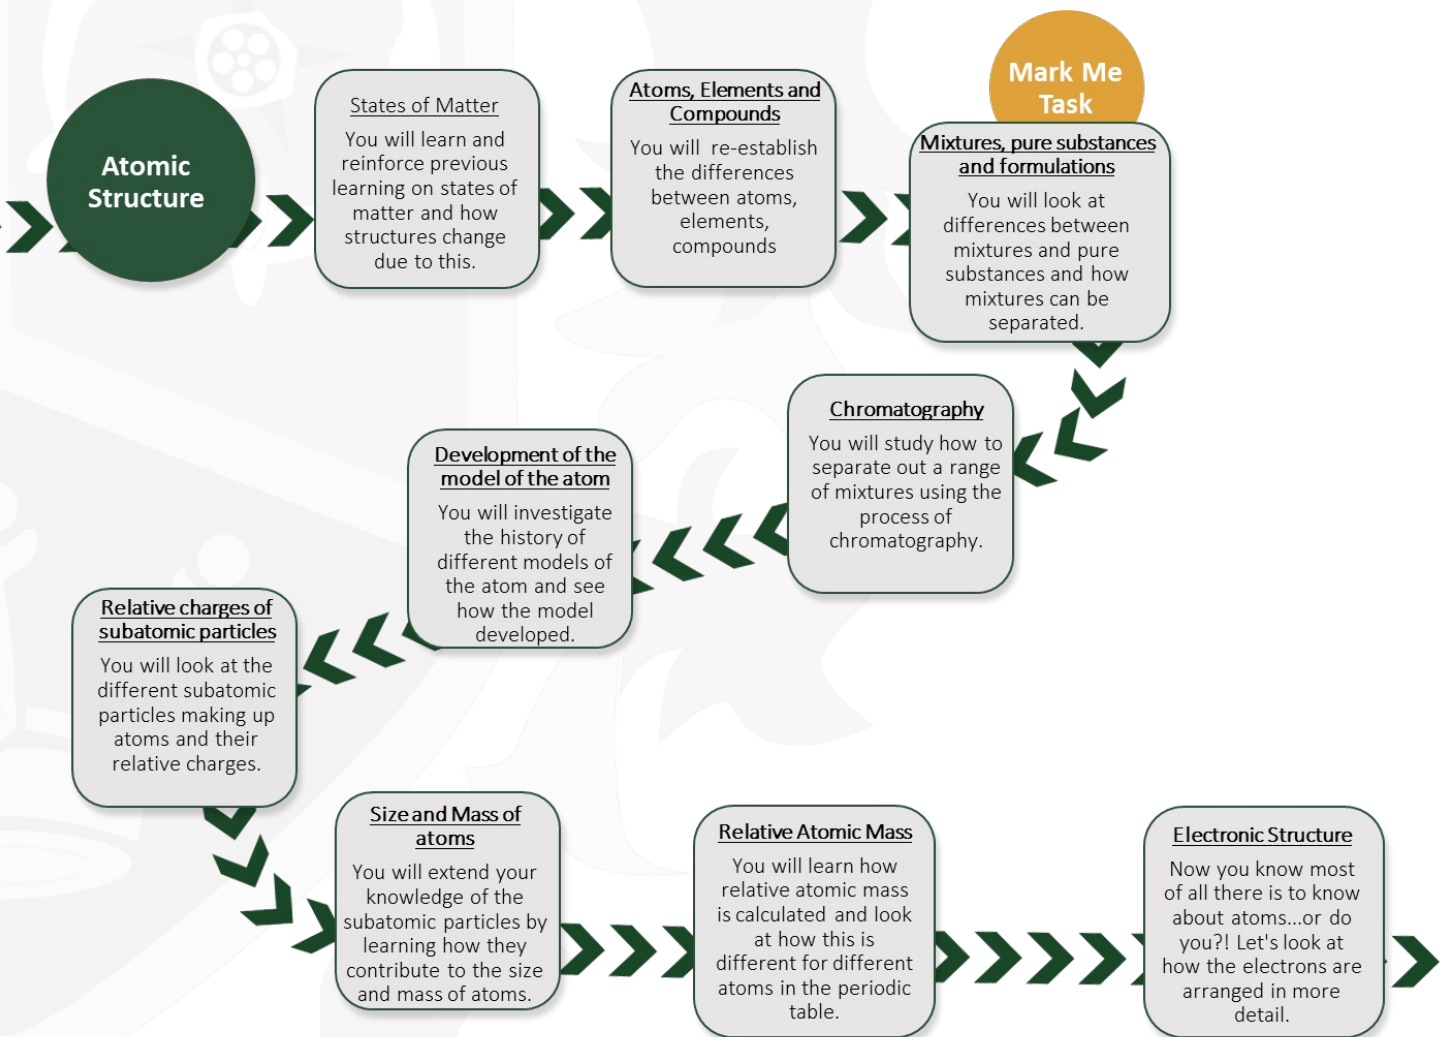 Atomic
Structure
States of Matter
You will learn and
reinforce previous
learning on states of
matter and how
structures change
due to this.
Atoms, Elements and
Compounds
You will re-establish
the differences
between atoms,
elements,
compounds
Mark Me
Task
Mixtures, pure substances
and formulations
You will look at
differences between
mixtures and pure
substances and how
mixtures can be
separated.
Chromatography
You will study how to
separate out a range
of mixtures using the
process of
chromatography.
Development of the
model of the atom
You will investigate
the history of
different models of
the atom and see
how the model
developed.
Relative charges of
subatomic particles
You will look at the
different subatomic
particles making up
atoms and their
relative charges.
Size and Mass of
atoms
You will extend your
knowledge of the
subatomic particles by
learning how they
contribute to the size
and mass of atoms.
Relative Atomic Mass
You will learn how
relative atomic mass
is calculated and look
at how this is
different for different
atoms in the periodic
table.
Electronic Structure
Now you know most
of all there is to know
about atoms...or do
you?! Let's look at
how the electrons are
arranged in more
detail.